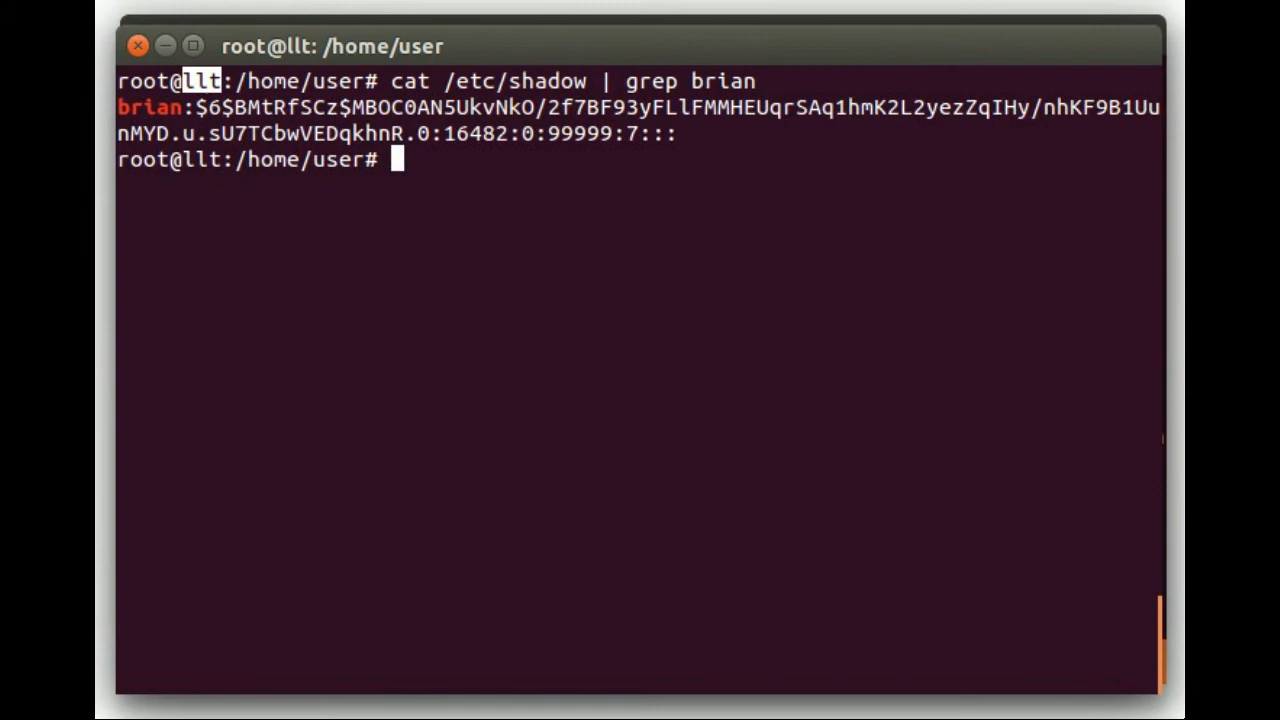 root@llt: /home/user
root@llt:/home/user# cat /etc/shadow | grep brian
brian:$6$BMtRfSCz$MBOC0AN5UkvNkO/2f7BF93yFLlFMMHEUqrSAq1hmK2L2yezZqIHy/nhKF9B1Uu
nMYD.u.sU7TCbwVEDqkhnR.0:16482:0:99999:7:::
root@llt:/home/user#